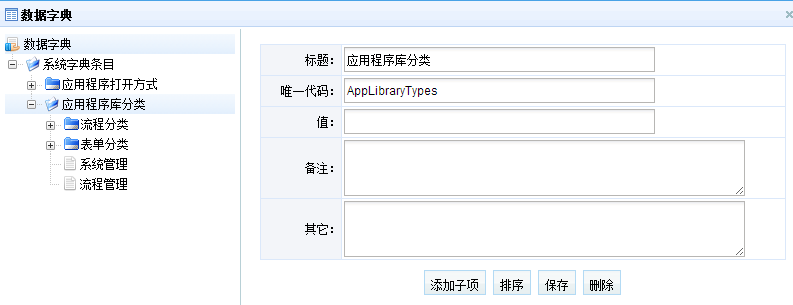 数据字典
数据字典
系统字典条目
应用程序打开方式
应用程序库分类
流程分类
表单分类
系统管理
流程管理
标题： 应用程序库分类
唯一代码： AppLibraryTypes
值：
备注：
其它：
添加子项 排序 保存 删除